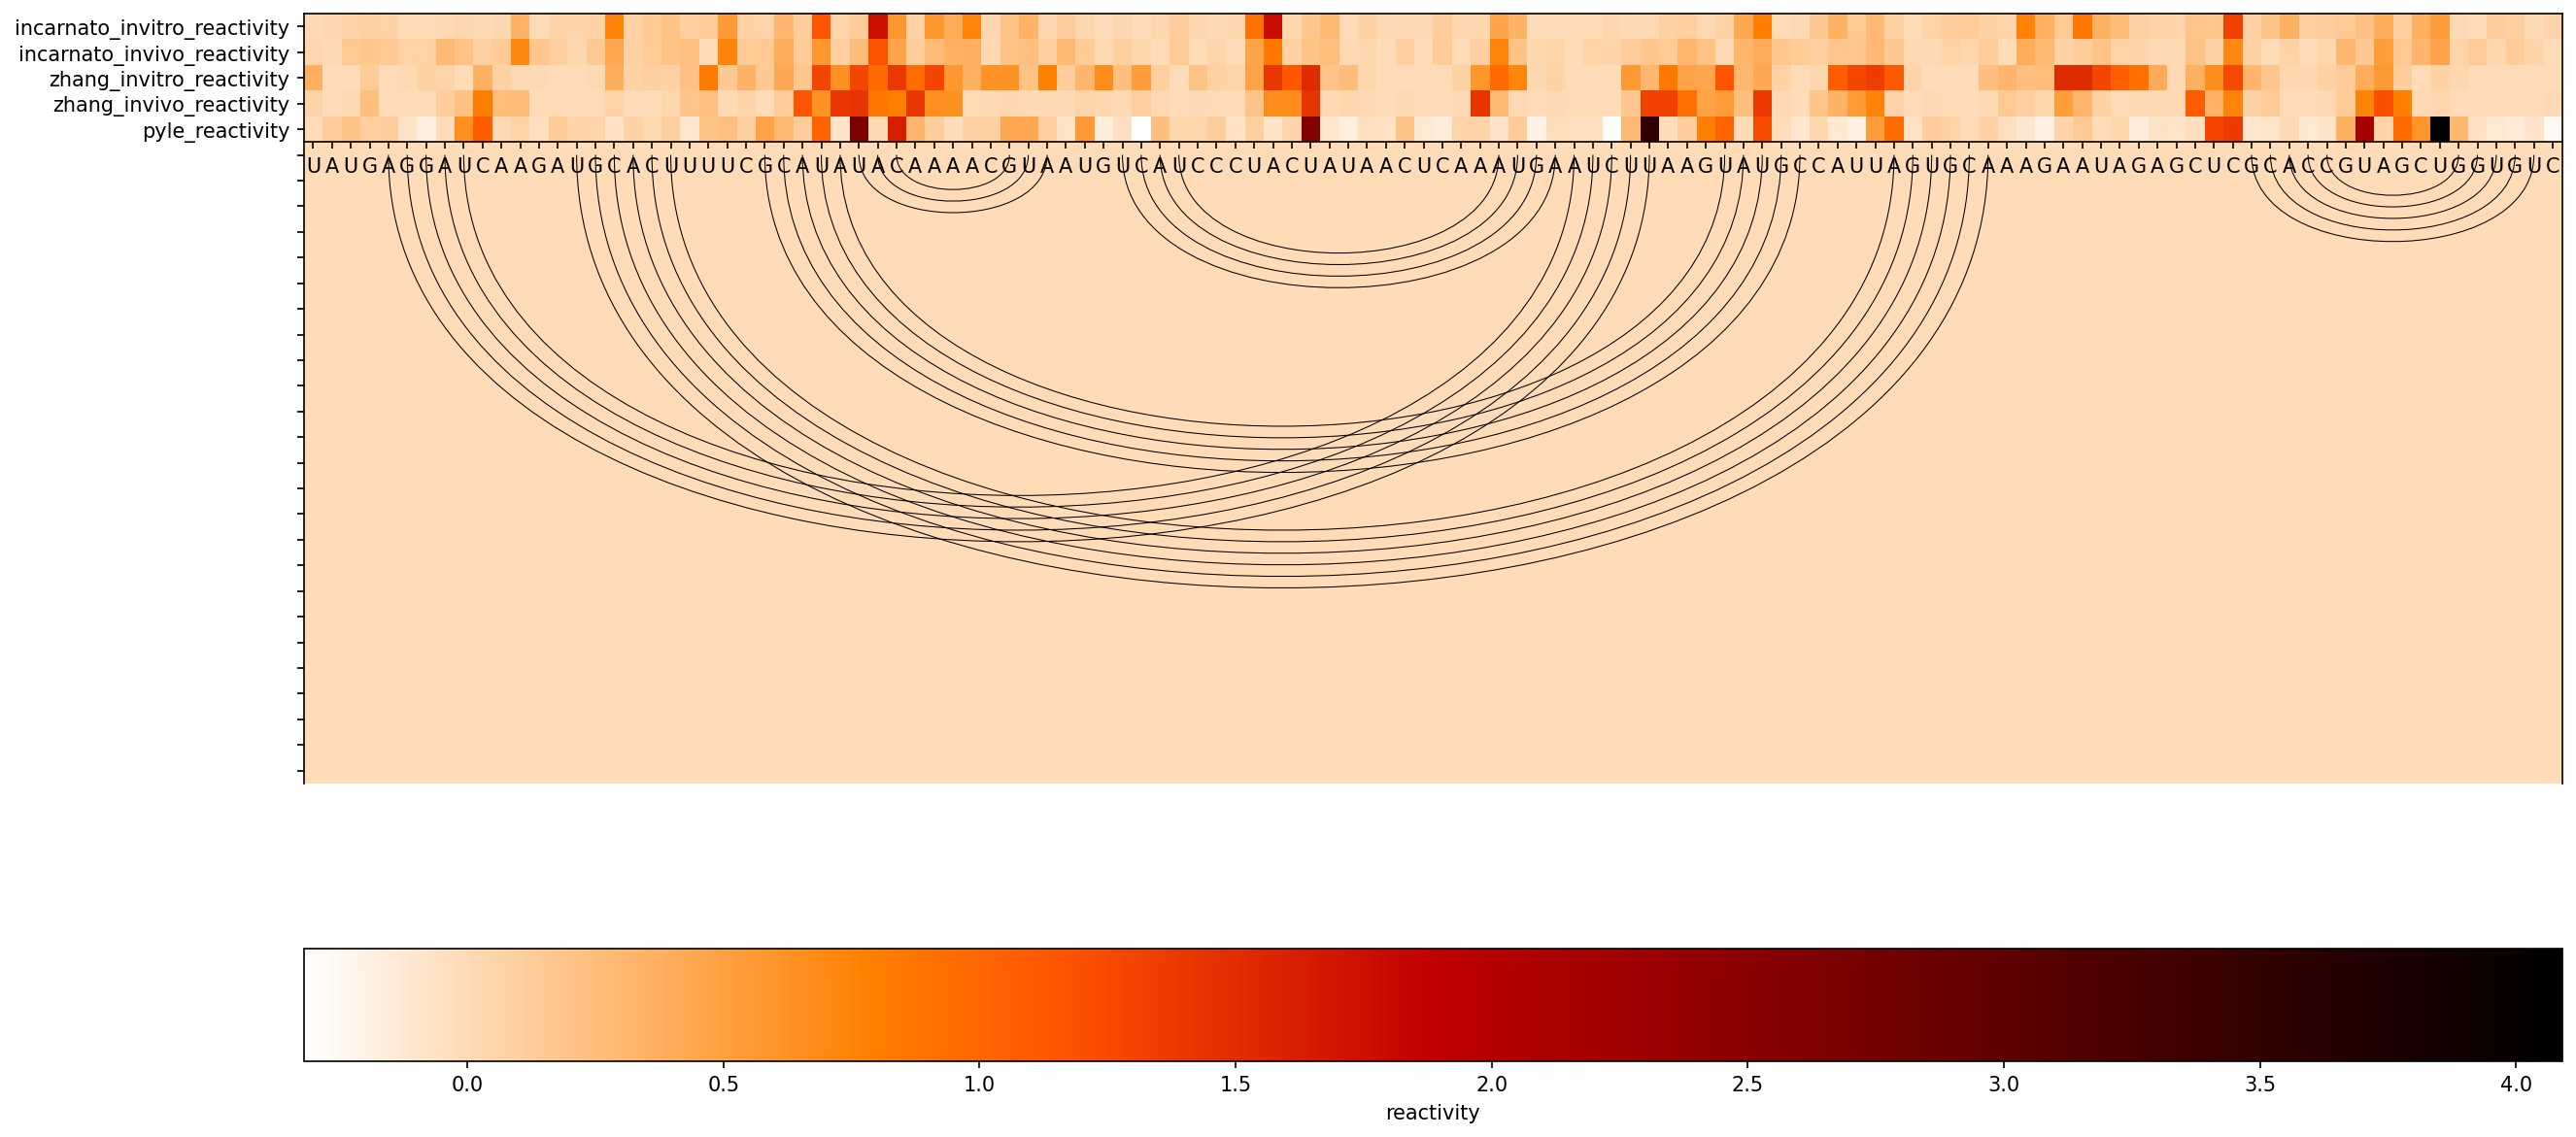 incarnato_invitro_reactivity
incarnato_invivo_reactivity
zhang_invitro_reactivity
zhang_invivo_reactivity
pyle_reactivity
U A U G A G G A U C A A G A U G C A C U U U U C G C A U A U A C A A A A C G U A A U G U C A U C C C U A C U A U A A C U C A A A U G A A U C U U A A G U A U G C C A U U A G U G C A A A G A A U A G A G C U C G C A C C G U A G C U G G U G U C
0.0 0.5 1.0 1.5 2.0 2.5 3.0 3.5 4.0
reactivity